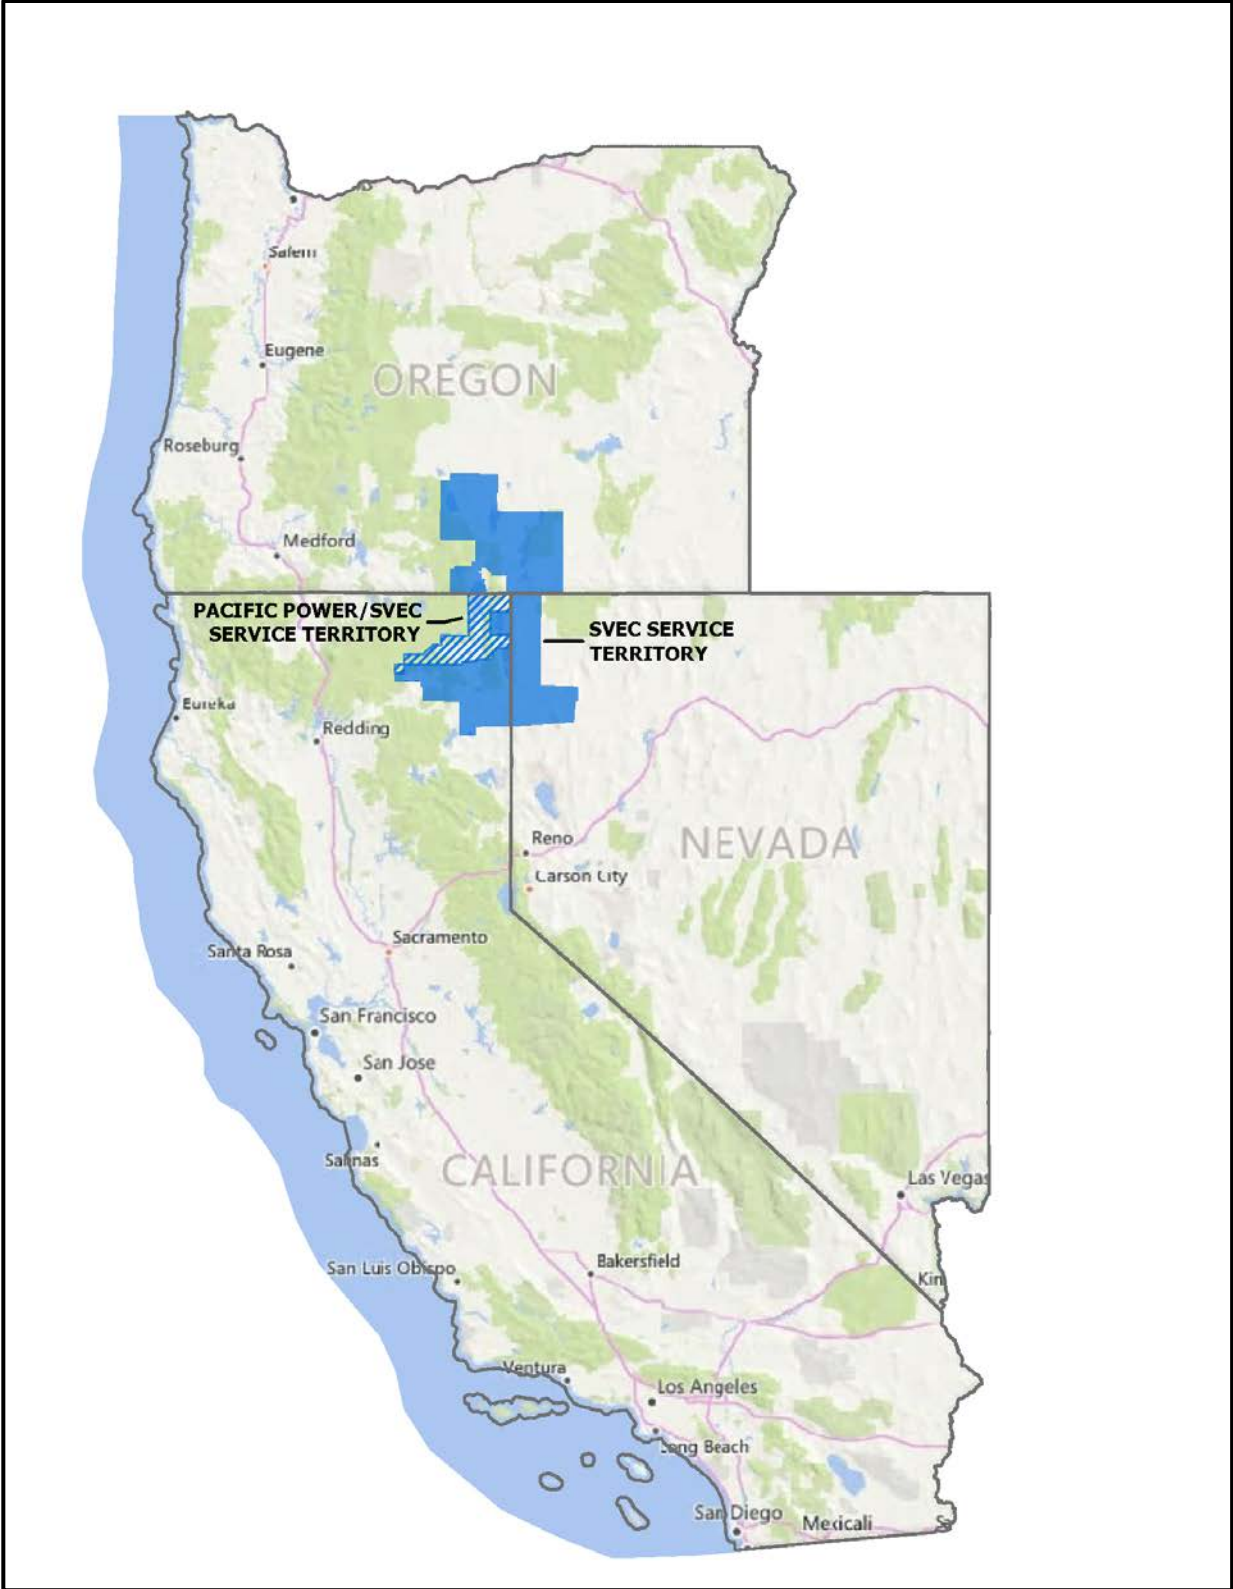 Salem
Eugene
OREGON
Roseburg
Medford
PACIFIC POWER/SVEC
SERVICE TERRITORY
SVEC SERVICE
TERRITORY
Eureka
Redding
Reno
NEVADA
Carson City
Sacramento
Santa Rosa
San Francisco
San Jose
Salinas
CALIFORNIA
Las Vegas
Bakersfield
San Luis Obispo
Kin
Ventura
Los Angeles
Long Beach
San Diego
Mexicali
Sa